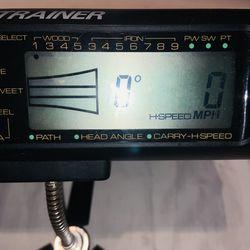 TRAINER
SELECT WOOD IRON
1 3 4 5 3 4 5 6 7 8 9 PW SW PT
0° 0
H-SPEED MPH
PATH HEAD ANGLE CARRY-H-SPEED